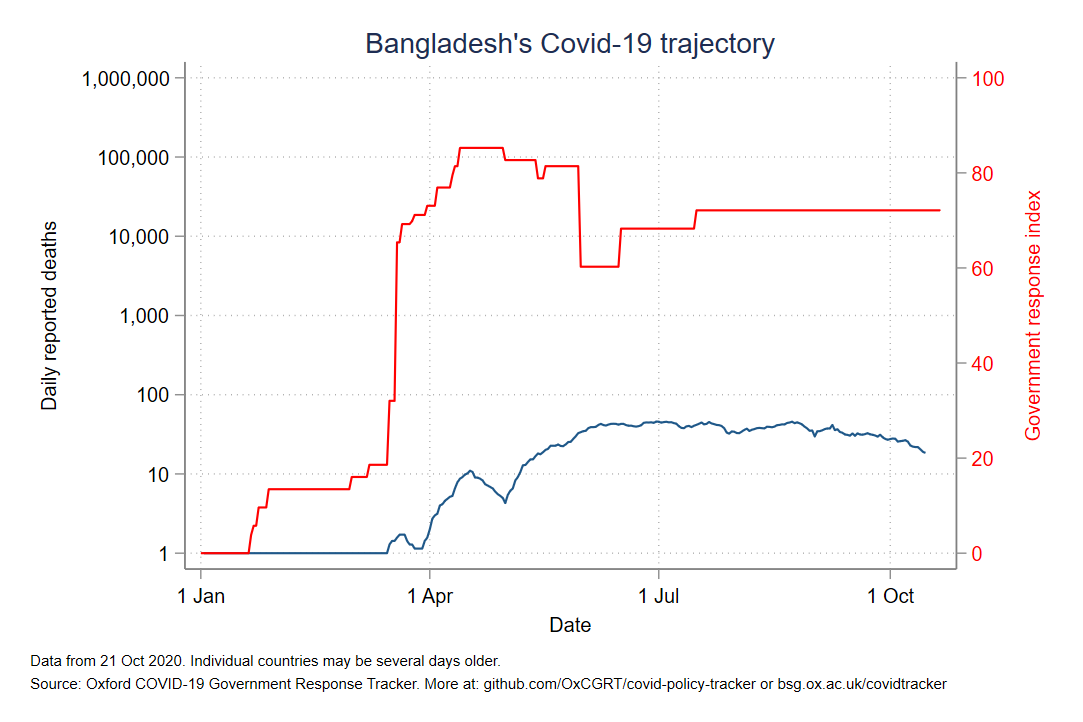 Bangladesh's Covid-19 trajectory
1,000,000
100,000
10,000
1,000
100
10
1
Daily reported deaths
100
80
60
40
20
0
Government response index
1 Jan
1 Apr
1 Jul
1 Oct
Date
Data from 21 Oct 2020. Individual countries may be several days older.
Source: Oxford COVID-19 Government Response Tracker. More at: github.com/OxCGRT/covid-policy-tracker or bsg.ox.ac.uk/covidtracker